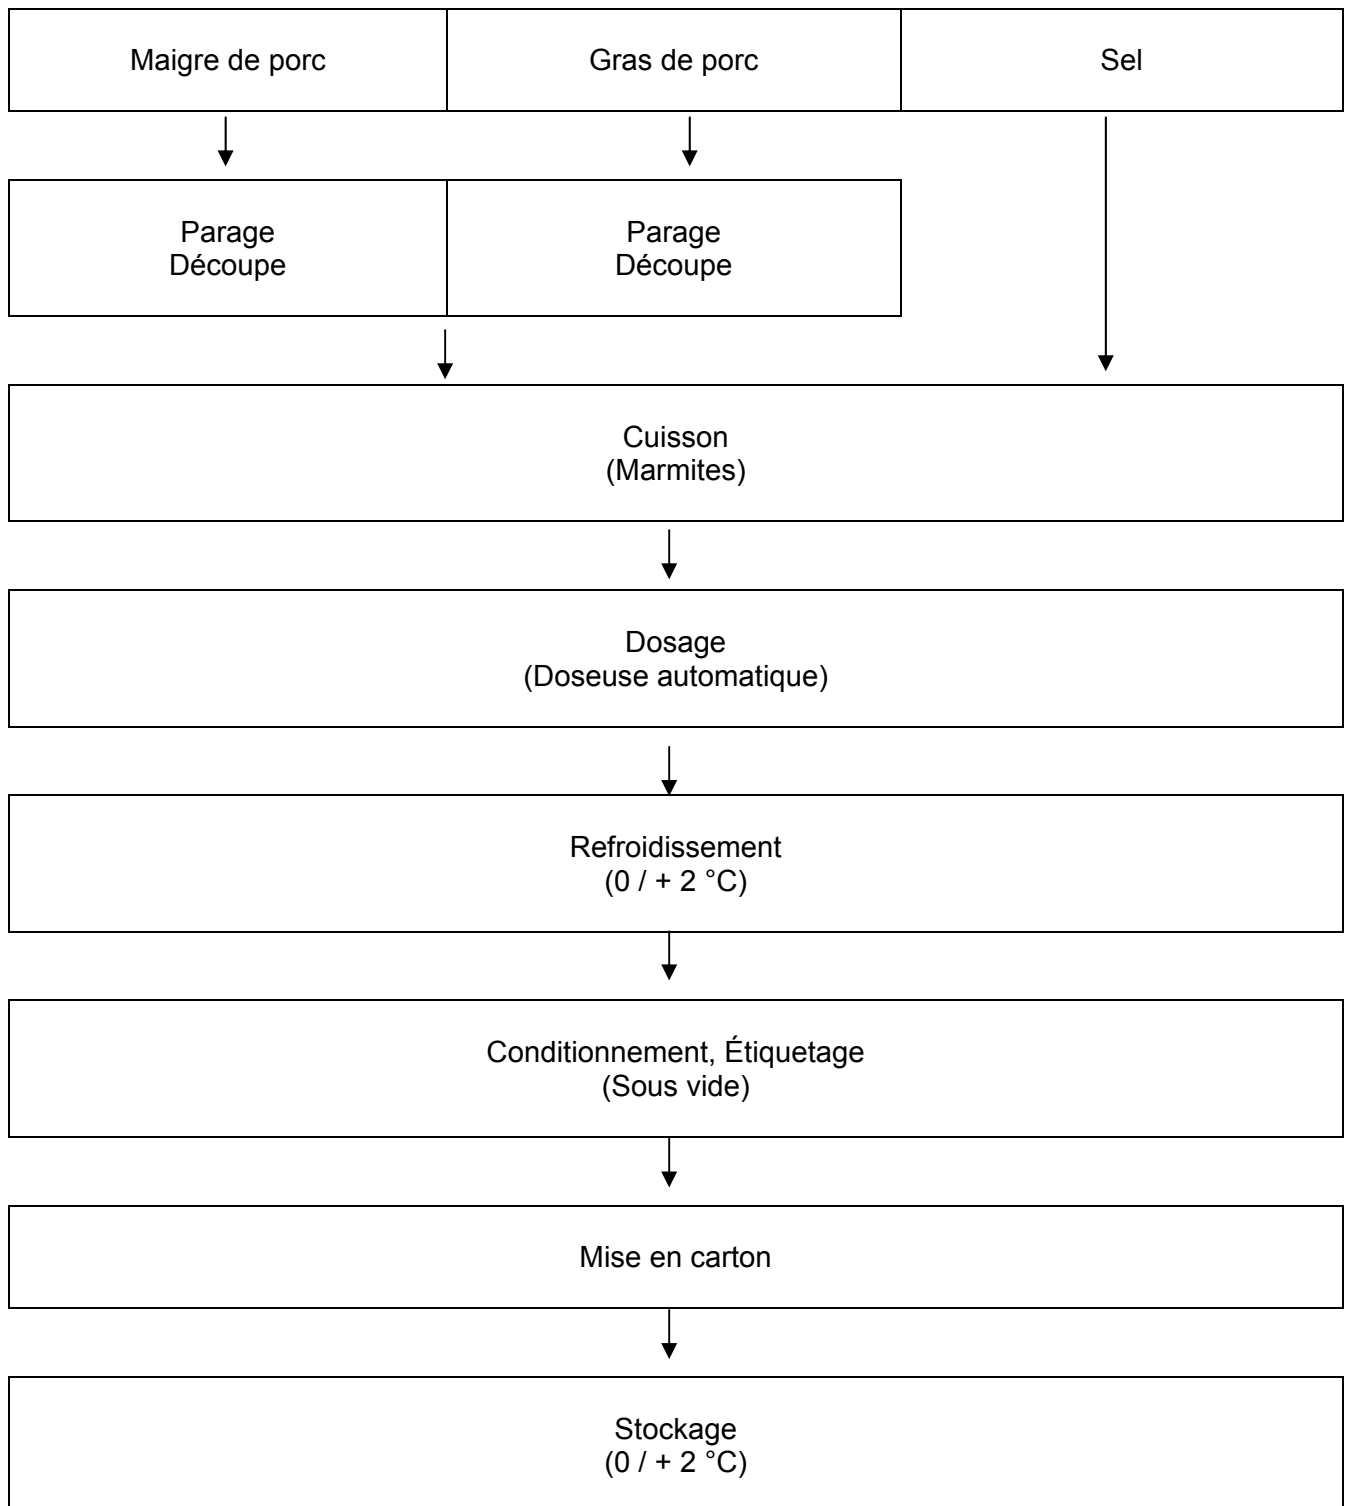 Maigre de porc
Gras de porc
Sel
Parage
Découpe
Parage
Découpe
Cuisson
(Marmites)
Dosage
(Doseuse automatique)
Refroidissement
(0 / + 2 °C)
Conditionnement, Étiquetage
(Sous vide)
Mise en carton
Stockage
(0 / + 2 °C)